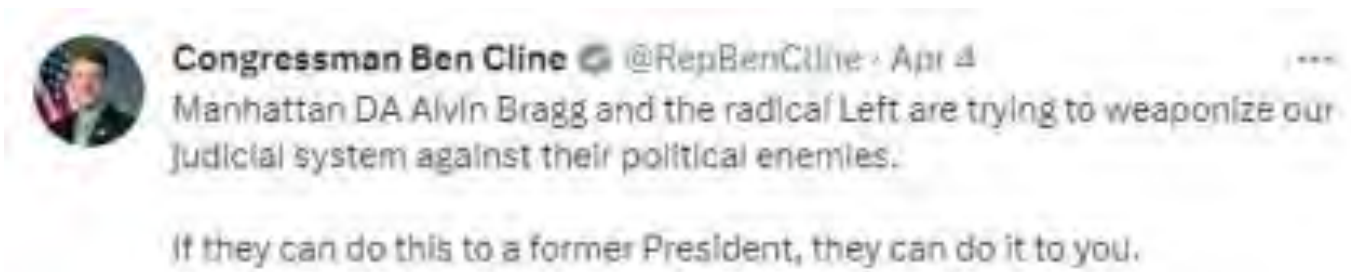 Congressman Ben Cline @RepBenCline · Apr 4
Manhattan DA Alvin Bragg and the radical Left are trying to weaponize our
judicial system against their political enemies.
If they can do this to a former President, they can do it to you.